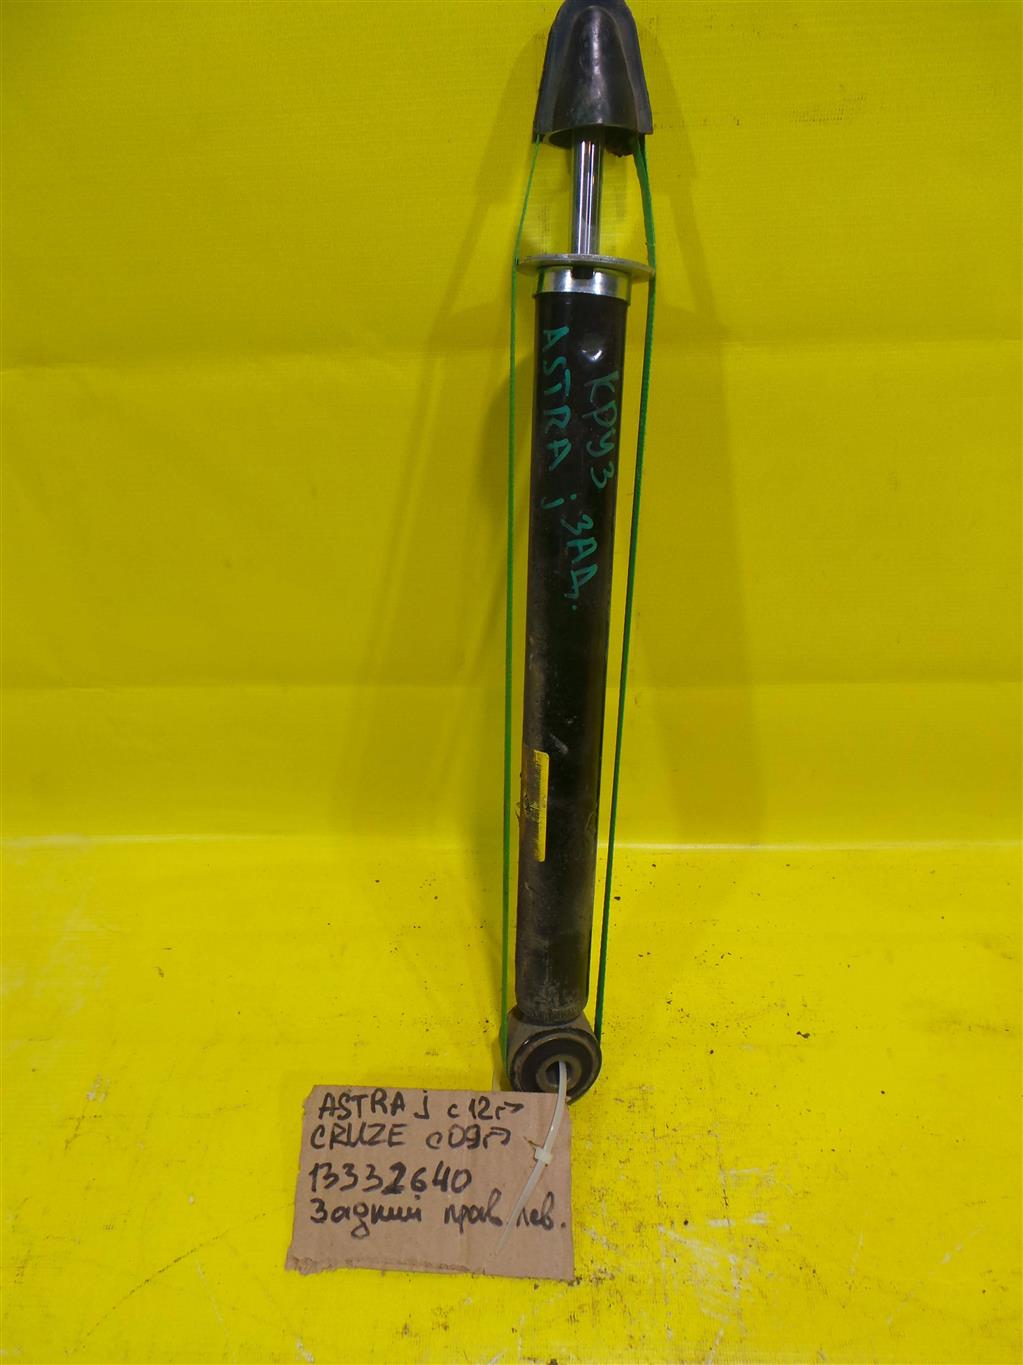 КРУЗ
ASTRA j ЗАД.
ASTRA j с 12г>
CRUZE с 09г>
13332640
Задний прав лев.